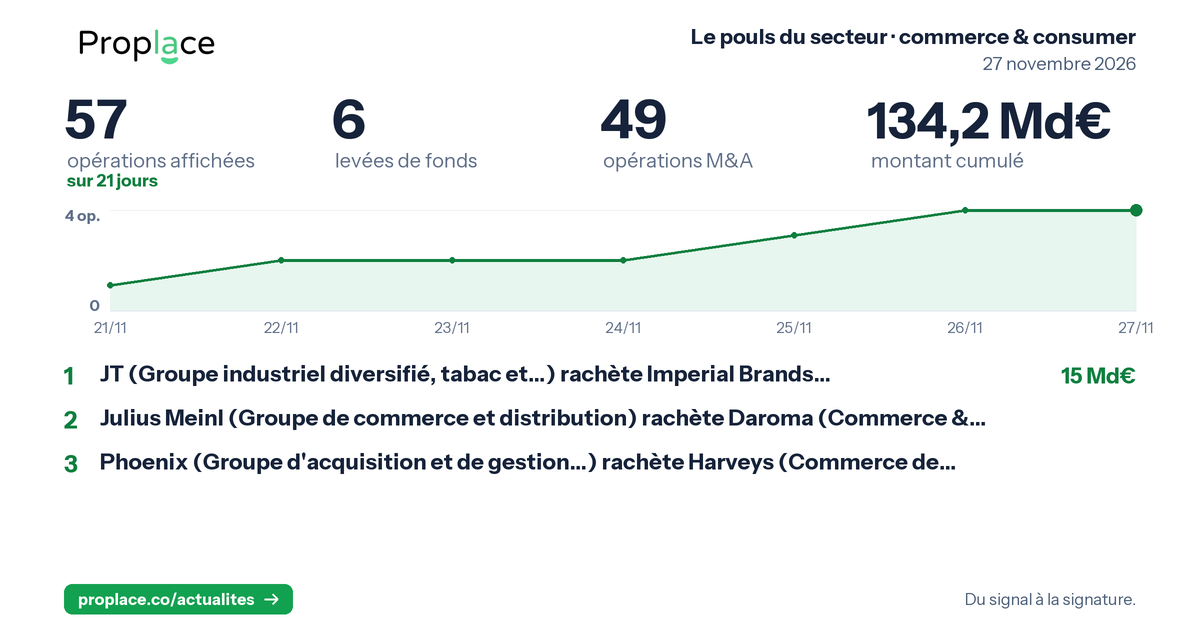 Proplace
Le pouls du secteur · commerce & consumer
27 novembre 2026
57
opérations affichées
sur 21 jours
6
levées de fonds
49
opérations M&A
134,2 Md€
montant cumulé
4 op.
0
21/11
22/11
23/11
24/11
25/11
26/11
27/11
1 JT (Groupe industriel diversifié, tabac et...) rachète Imperial Brands... 15 Md€
2 Julius Meinl (Groupe de commerce et distribution) rachète Daroma (Commerce &...
3 Phoenix (Groupe d'acquisition et de gestion...) rachète Harveys (Commerce de...
proplace.co/actualites →
Du signal à la signature.